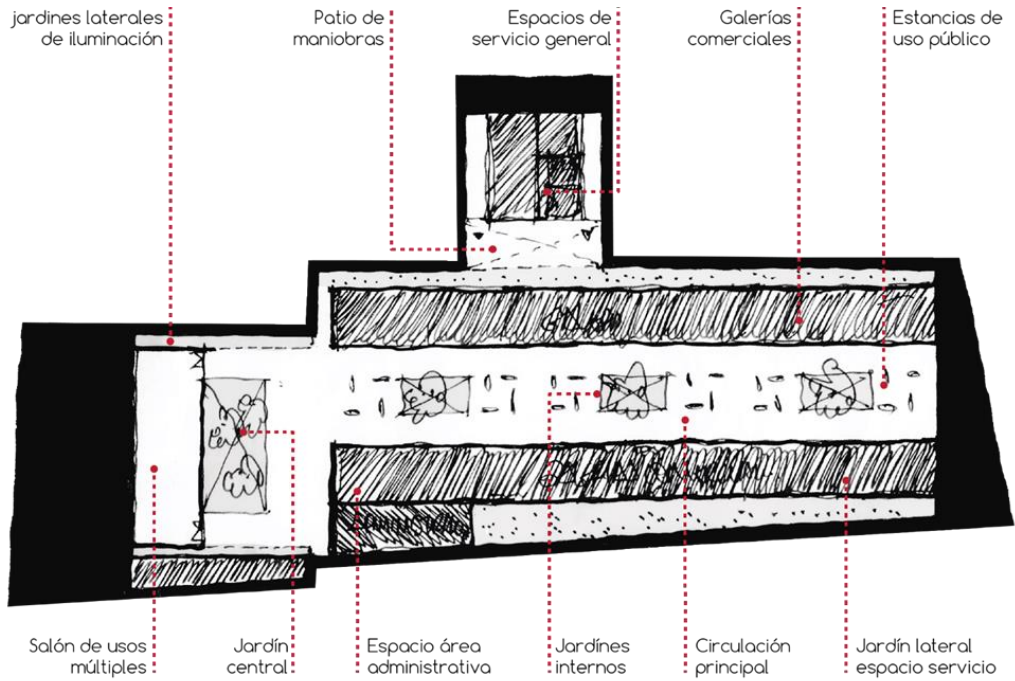 jardines laterales
de iluminación
Patio de
maniobras
Espacios de
servicio general
Galerías
comerciales
Estancias de
uso público
Salón de usos
múltiples
Jardín
central
Espacio área
administrativa
Jardínes
internos
Circulación
principal
Jardín lateral
espacio servicio